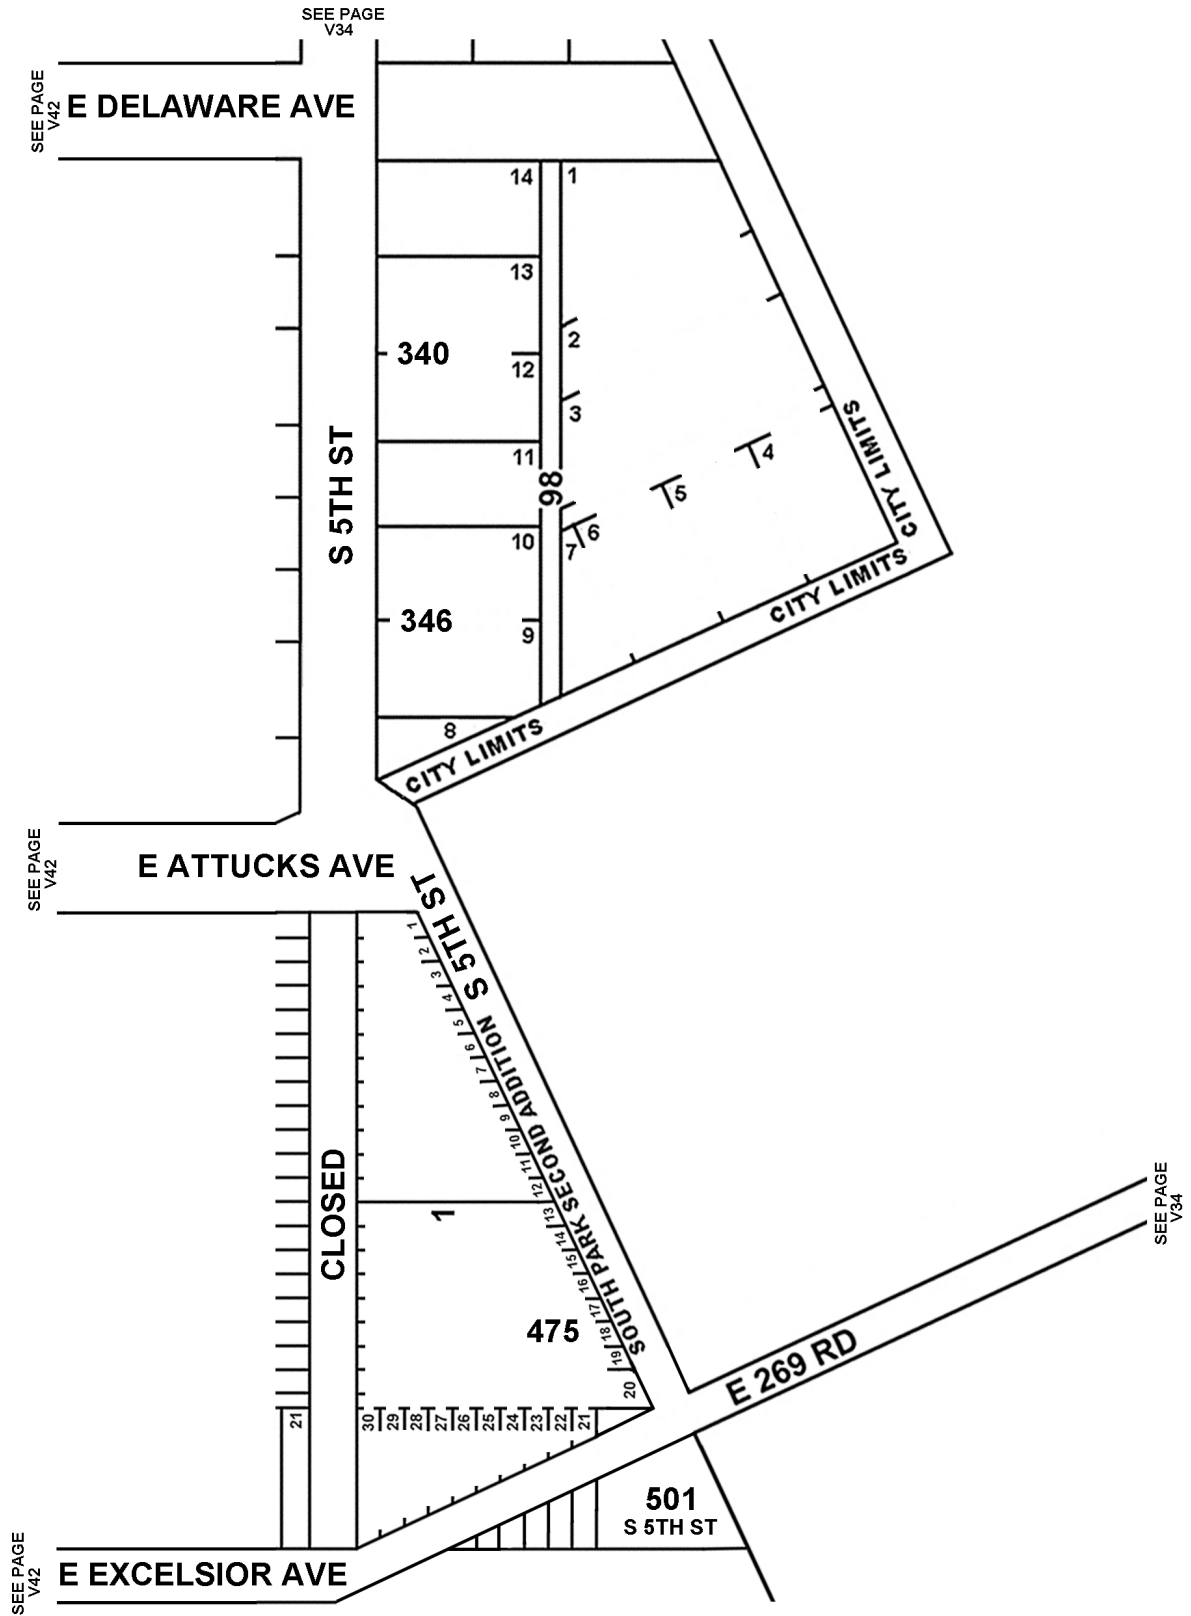 SEE PAGE
V34
SEE PAGE
V42
E DELAWARE AVE
14
1
13
2
340
12
3
CITY LIMITS
S 5TH ST
11
98
4
5
CITY LIMITS
10
6
7
CITY LIMITS
346
9
8
CITY LIMITS
SEE PAGE
V42
E ATTUCKS AVE
S 5TH ST
SOUTH PARK SECOND ADDITION
1
2
3
4
5
6
7
8
9
10
11
12
13
14
15
16
17
18
19
20
CLOSED
1
475
SEE PAGE
V34
E 269 RD
21
30
29
28
27
26
25
24
23
22
21
501
S 5TH ST
SEE PAGE
V42
E EXCELSIOR AVE